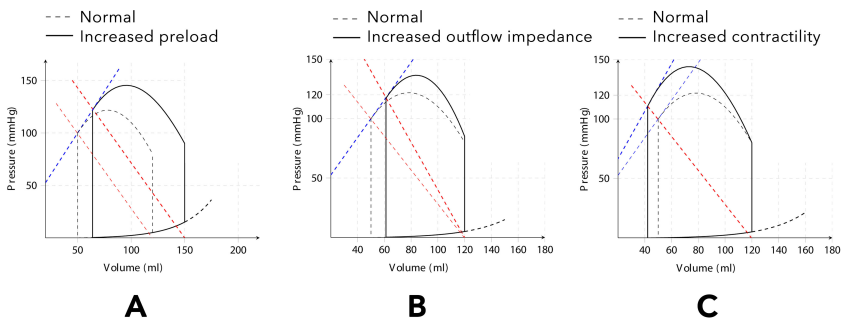 Normal
Increased preload
150
100
50
Pressure (mmHg)
50
100
150
200
Volume (ml)
A
Normal
Increased outflow impedance
150
120
100
50
Pressure (mmHg)
40
60
80
100
120
140
160
180
Volume (ml)
B
Normal
Increased contractility
150
120
100
50
Pressure (mmHg)
40
60
80
100
120
140
160
180
Volume (ml)
C